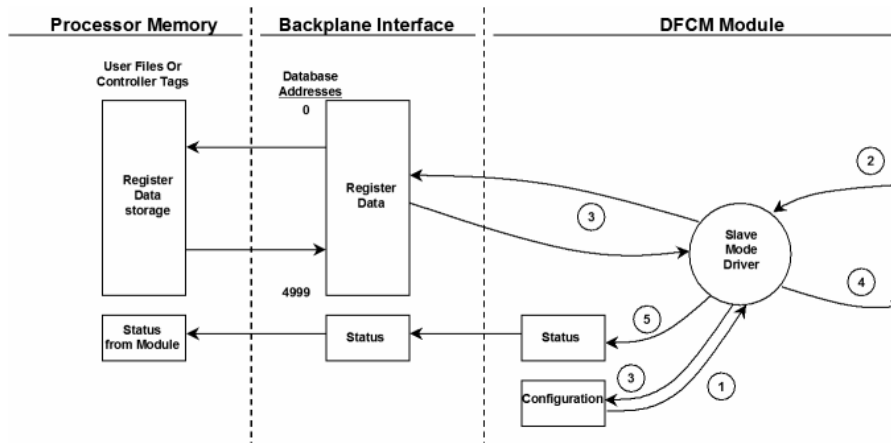 Processor Memory
Backplane Interface
DFCM Module
User Files Or
Controller Tags
Database
Addresses
0
Register
Data
storage
Register
Data
4999
Status
from Module
Status
Status
Configuration
Slave
Mode
Driver
2
3
4
5
3
1